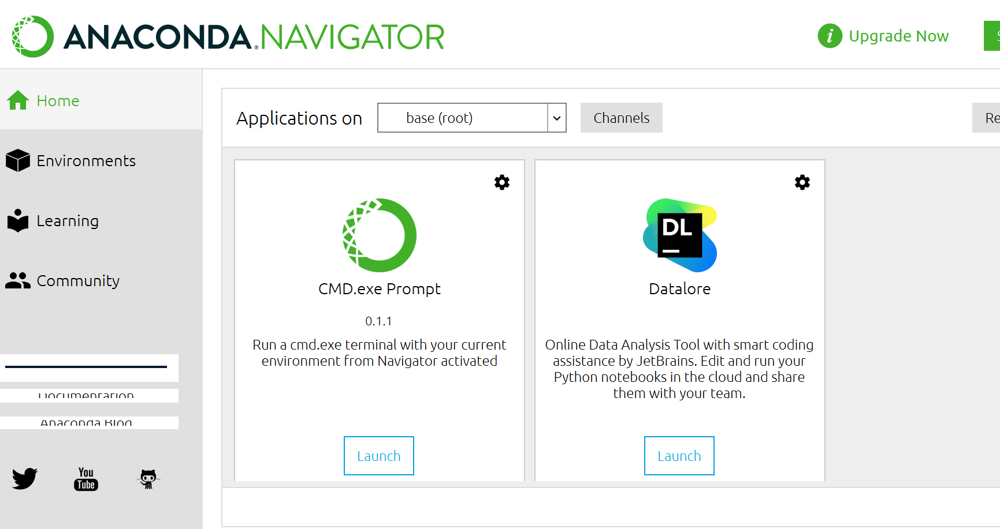 ANACONDA.NAVIGATOR
Upgrade Now
Home
Environments
Learning
Community
Documentation
Anaconda Blog
You
Tube
Applications on
base (root)
Channels
CMD.exe Prompt
0.1.1
Run a cmd.exe terminal with your current
environment from Navigator activated
Launch
DL
Datalore
Online Data Analysis Tool with smart coding
assistance by JetBrains. Edit and run your
Python notebooks in the cloud and share
them with your team.
Launch